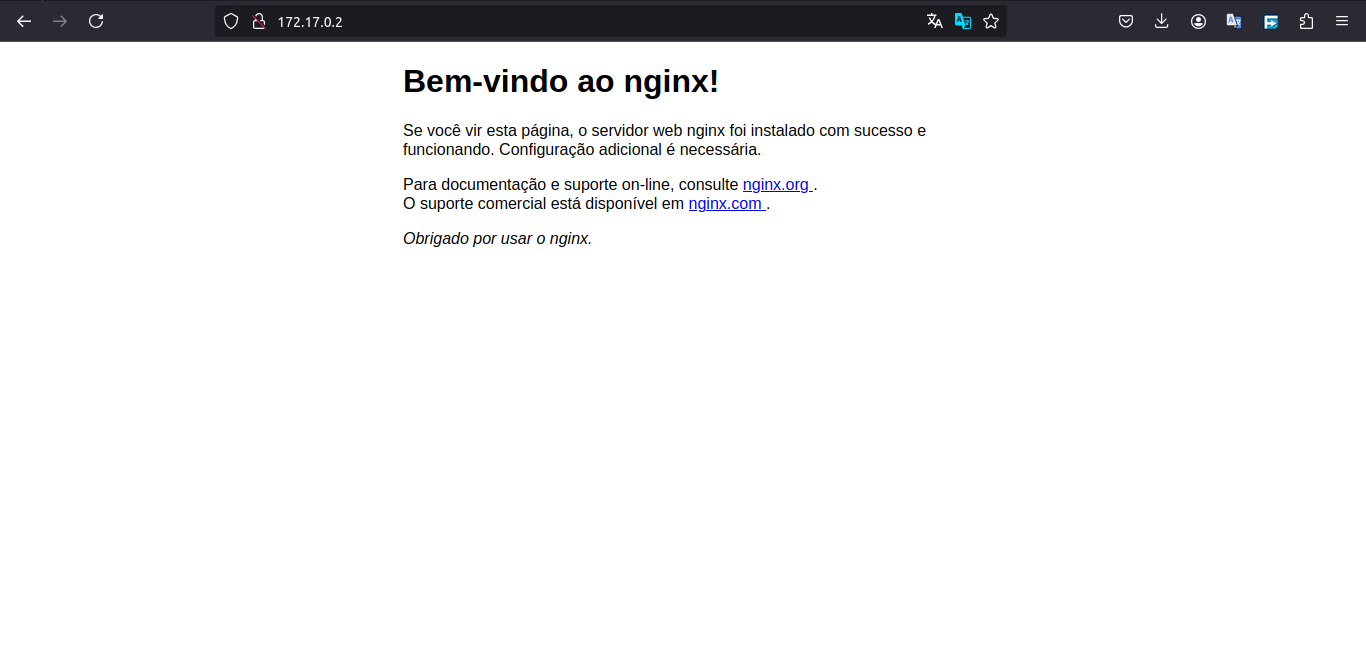 172.17.0.2
Bem-vindo ao nginx!
Se você vir esta página, o servidor web nginx foi instalado com sucesso e
funcionando. Configuração adicional é necessária.
Para documentação e suporte on-line, consulte nginx.org .
O suporte comercial está disponível em nginx.com .
Obrigado por usar o nginx.